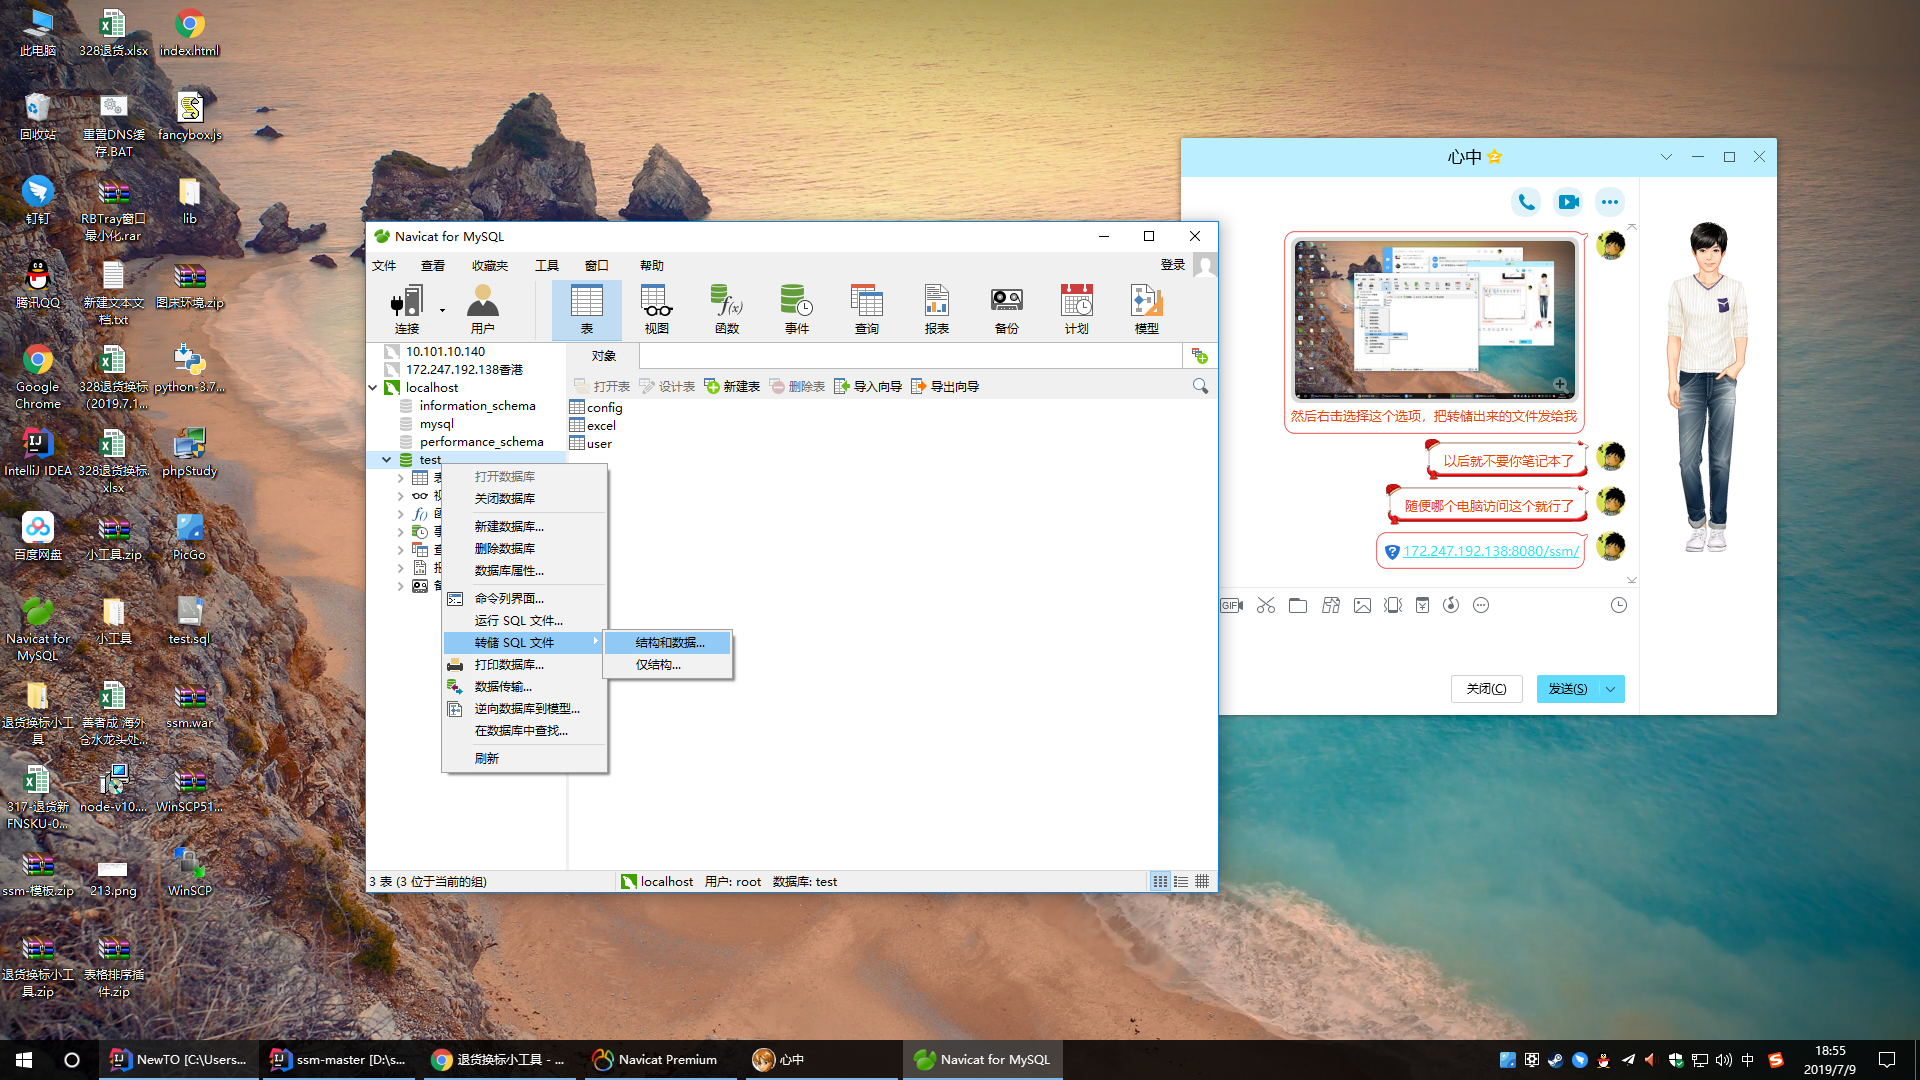 此电脑
328退货.xlsx
index.html
回收站
重置DNS缓
存.BAT
fancybox.js
钉钉
RBTray窗口
最小化.rar
lib
腾讯QQ
新建文本文
档.txt
图床环境.zip
Google
Chrome
328退货换标
(2019.7.1...
python-3.7...
IntelliJ IDEA
328退货换标.
xlsx
phpStudy
百度网盘
小工具.zip
PicGo
Navicat for
MySQL
小工具
test.sql
退货换标小工
具
善者成 海外
仓水龙头处...
ssm.war
317-退货新
FNSKU-0...
node-v10....
WinSCP51...
ssm-模板.zip
213.png
WinSCP
退货换标小工
具.zip
表格排序插
件.zip
Navicat for MySQL
文件
查看
收藏夹
工具
窗口
帮助
登录
连接
用户
表
视图
函数
事件
查询
报表
备份
计划
模型
10.101.10.140
172.247.192.138香港
localhost
information_schema
mysql
performance_schema
test
对象
打开表
设计表
新建表
删除表
导入向导
导出向导
config
excel
user
打开数据库
关闭数据库
新建数据库...
删除数据库
数据库属性...
命令列界面...
运行 SQL 文件...
转储 SQL 文件
打印数据库...
数据传输...
逆向数据库到模型...
在数据库中查找...
刷新
结构和数据...
仅结构...
3 表 (3 位于当前的组)
localhost
用户: root
数据库: test
心中
然后右击选择这个选项，把转储出来的文件发给我
以后就不要你笔记本了
随便哪个电脑访问这个就行了
172.247.192.138:8080/ssm/
GIF
关闭(C)
发送(S)
NewTO [C:\Users...
ssm-master [D:\s...
退货换标小工具 - ...
Navicat Premium
心中
Navicat for MySQL
中
18:55
2019/7/9